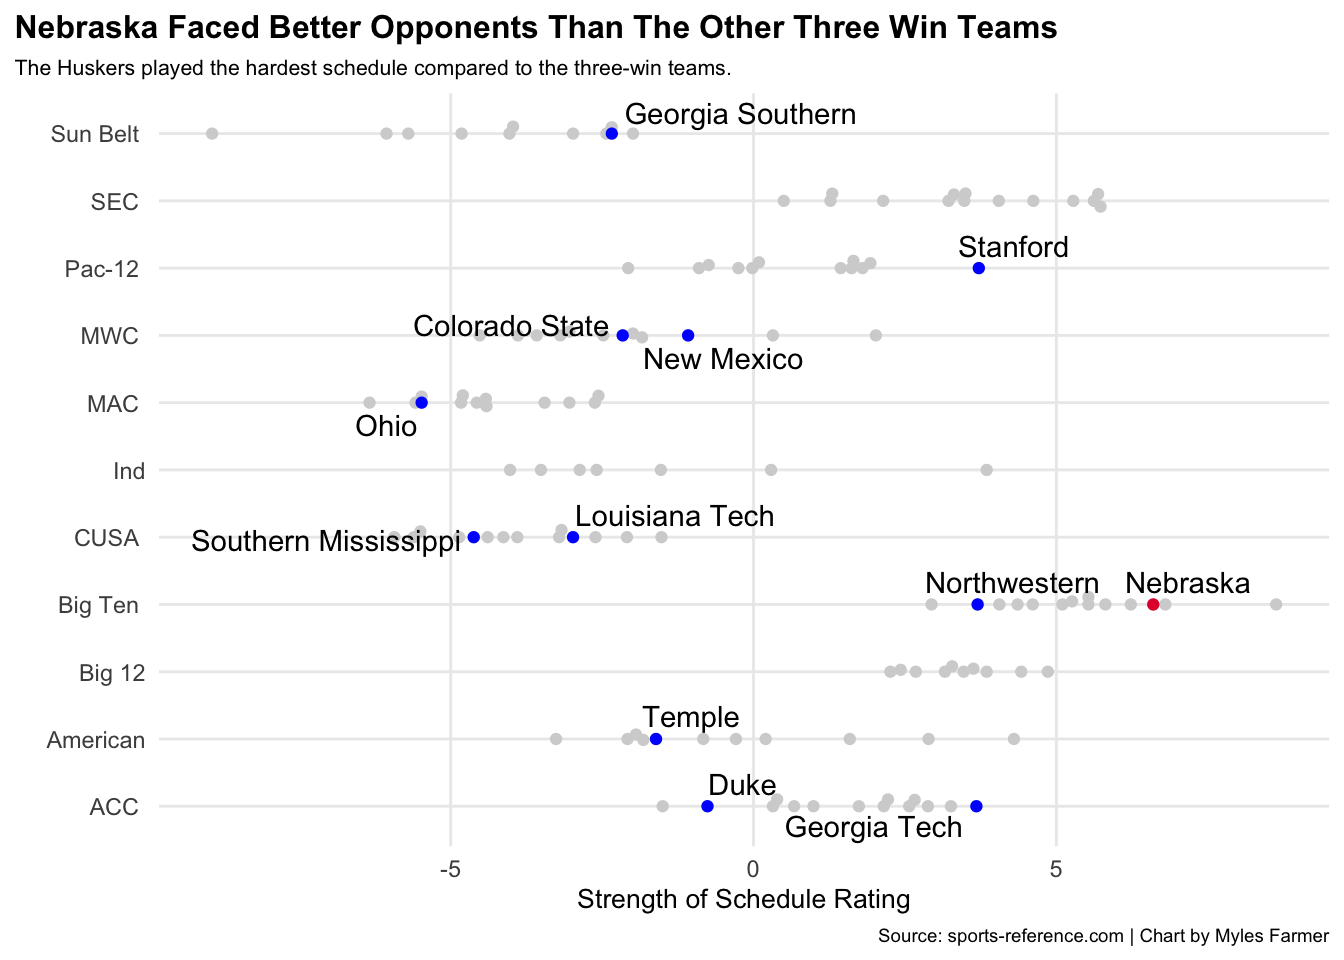 Nebraska Faced Better Opponents Than The Other Three Win Teams
The Huskers played the hardest schedule compared to the three-win teams.
Sun Belt
Georgia Southern
SEC
Stanford
Pac-12
MWC
Colorado State
New Mexico
MAC
Ohio
Ind
Louisiana Tech
CUSA
Southern Mississippi
Northwestern
Nebraska
Big Ten
Big 12
Temple
American
Duke
ACC
Georgia Tech
-5
0
5
Strength of Schedule Rating
Source: sports-reference.com | Chart by Myles Farmer